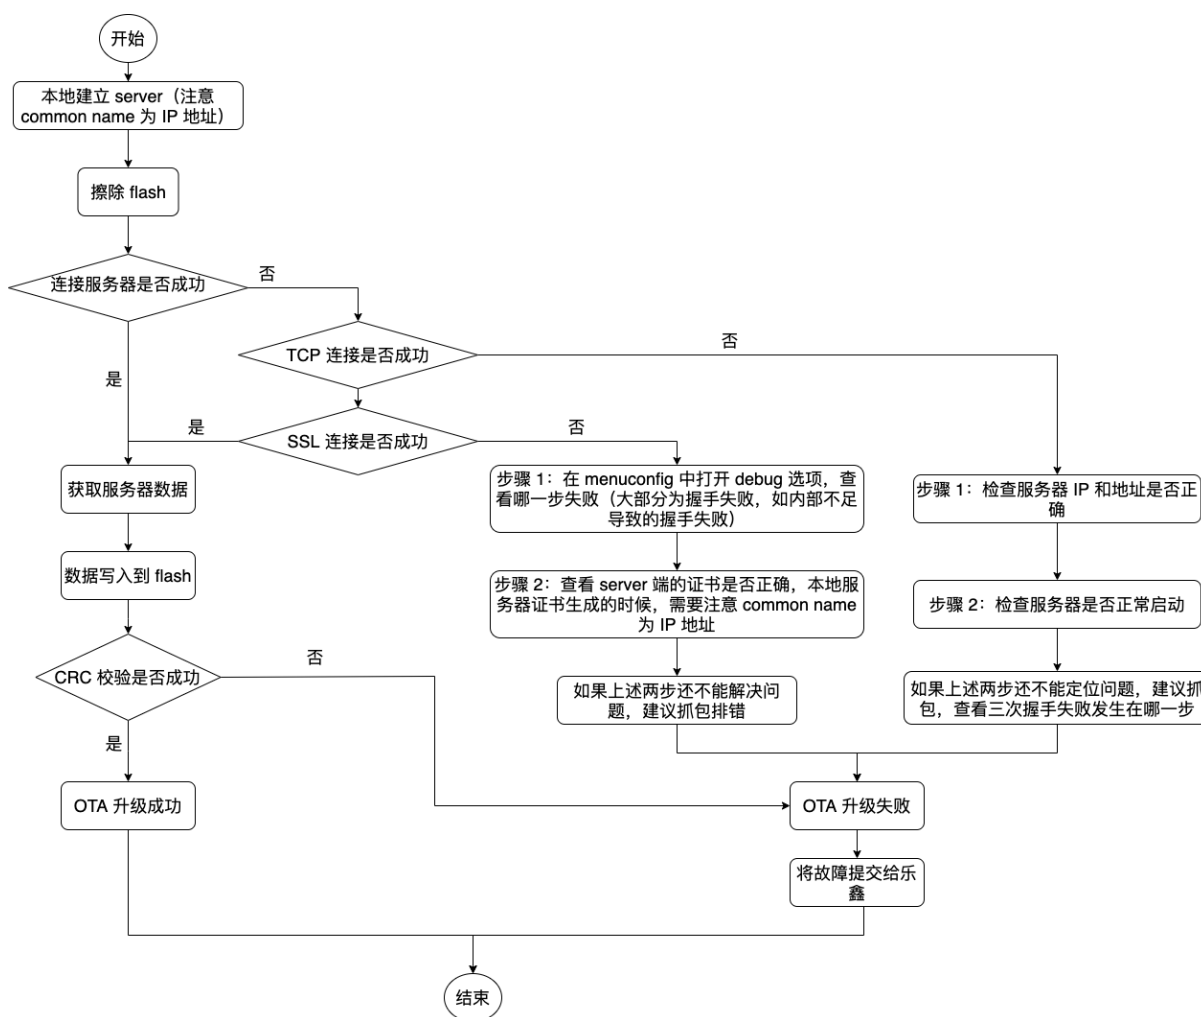 开始
本地建立 server（注意
common name 为 IP 地址）
擦除 flash
连接服务器是否成功
否
TCP 连接是否成功
否
是
是
SSL 连接是否成功
否
获取服务器数据
步骤 1：在 menuconfig 中打开 debug 选项，查
看哪一步失败（大部分为握手失败，如内部不足
导致的握手失败）
步骤 1：检查服务器 IP 和地址是否正
确
数据写入到 flash
步骤 2：查看 server 端的证书是否正确，本地服
务器证书生成的时候，需要注意 common name
为 IP 地址
步骤 2：检查服务器是否正常启动
CRC 校验是否成功
否
如果上述两步还不能解决问
题，建议抓包排错
如果上述两步还不能定位问题，建议抓
包，查看三次握手失败发生在哪一步
是
OTA 升级成功
OTA 升级失败
将故障提交给乐
鑫
结束